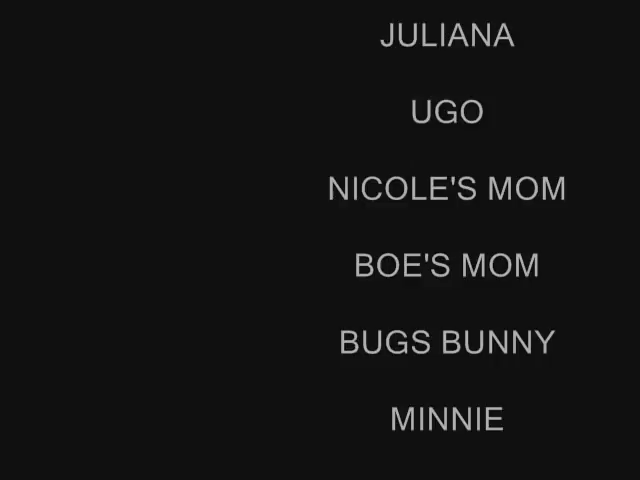 JULIANA
UGO
NICOLE'S MOM
BOE'S MOM
BUGS BUNNY
MINNIE